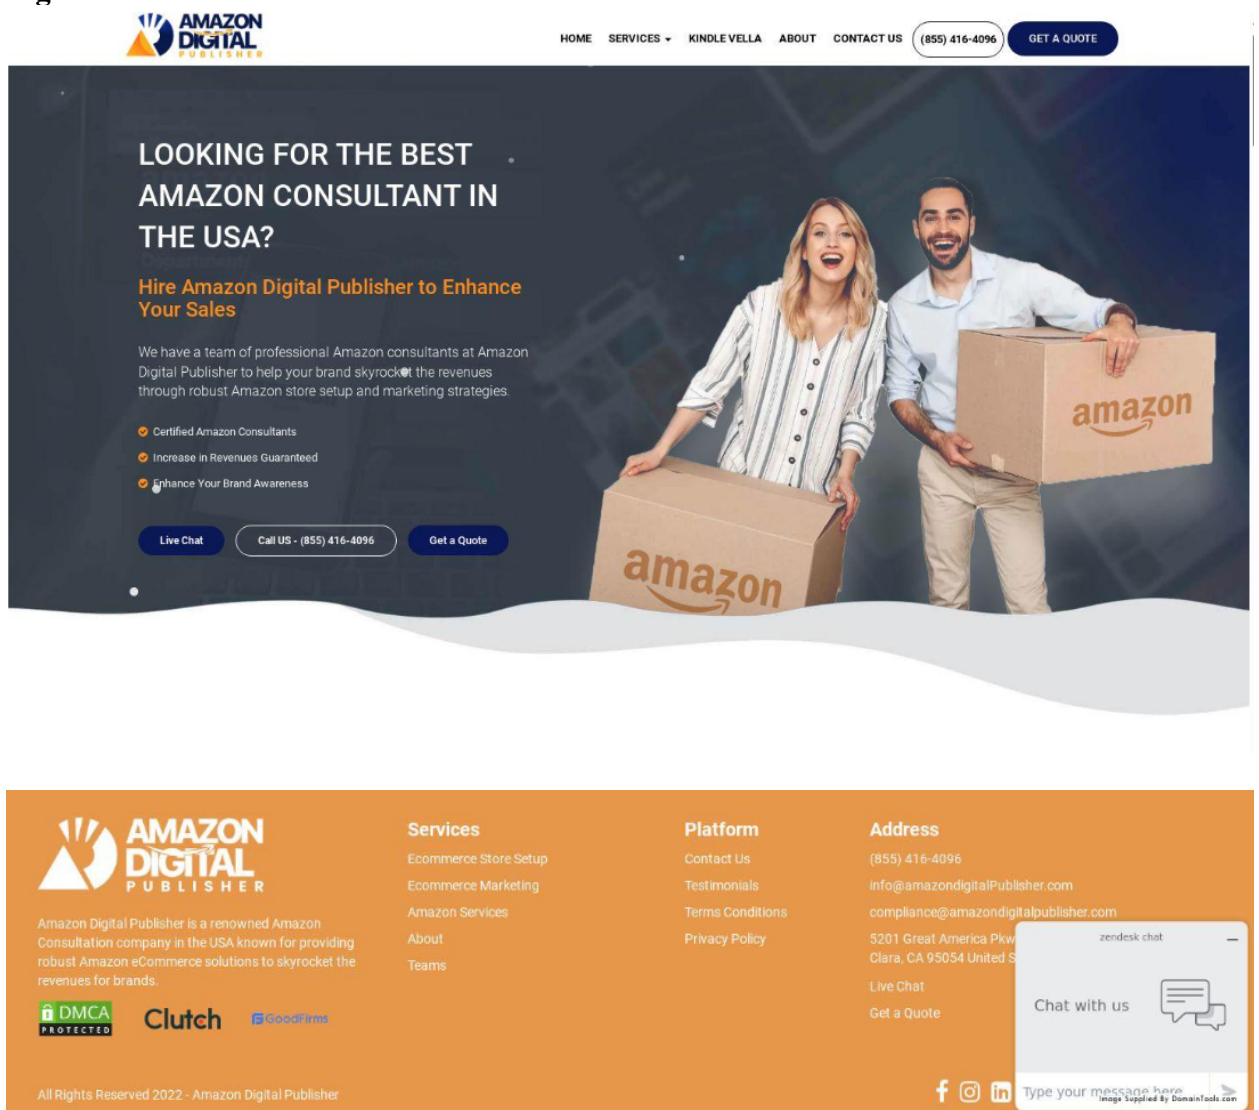 AMAZON
DIGITAL
PUBLISHER
HOME SERVICES KINDLE VELLA ABOUT CONTACT US (855) 416-4096 GET A QUOTE
LOOKING FOR THE BEST
AMAZON CONSULTANT IN
THE USA?
Hire Amazon Digital Publisher to Enhance
Your Sales
We have a team of professional Amazon consultants at Amazon
Digital Publisher to help your brand skyrocket the revenues
through robust Amazon store setup and marketing strategies.
Certified Amazon Consultants
Increase in Revenues Guaranteed
Enhance Your Brand Awareness
Live Chat Call US - (855) 416-4096 Get a Quote
amazon
amazon
AMAZON
DIGITAL
PUBLISHER
Amazon Digital Publisher is a renowned Amazon
Consultation company in the USA known for providing
robust Amazon eCommerce solutions to skyrocket the
revenues for brands.
DMCA
PROTECTED
Clutch
GoodFirms
Services
Ecommerce Store Setup
Ecommerce Marketing
Amazon Services
About
Teams
Platform
Contact Us
Testimonials
Terms Conditions
Privacy Policy
Address
(855) 416-4096
info@amazondigitalPublisher.com
compliance@amazondigitalpublisher.com
5201 Great America Pkw
Clara, CA 95054 United S
Live Chat
Get a Quote
zendesk chat
Chat with us
Type your message here
Image Supplied By DomainTools.com
All Rights Reserved 2022 - Amazon Digital Publisher